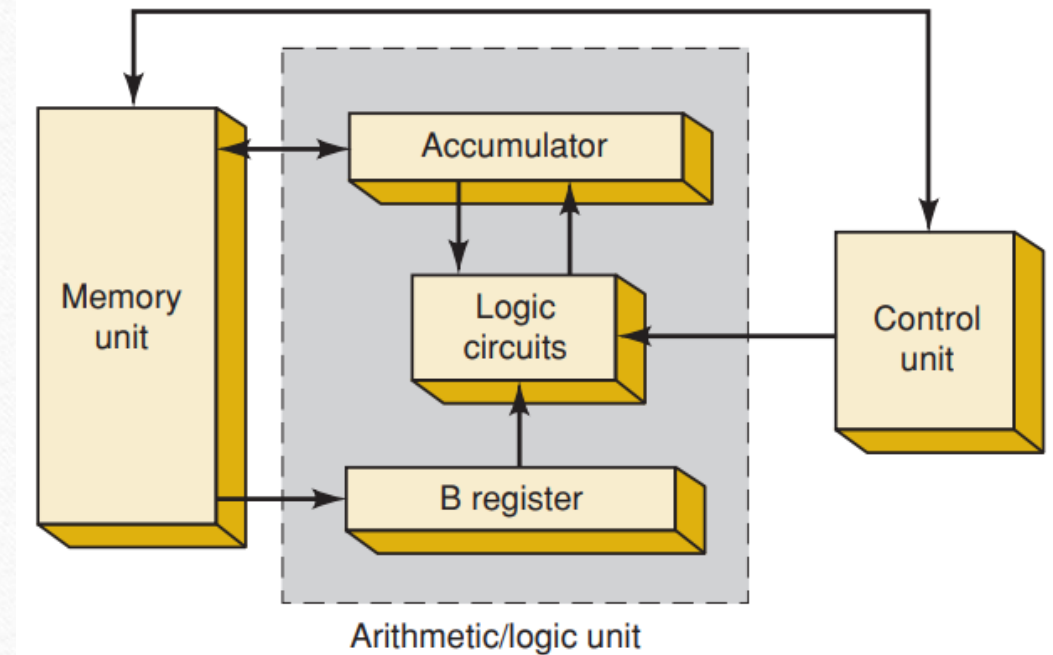 Accumulator
Memory
unit
Logic
circuits
Control
unit
B register
Arithmetic/logic unit